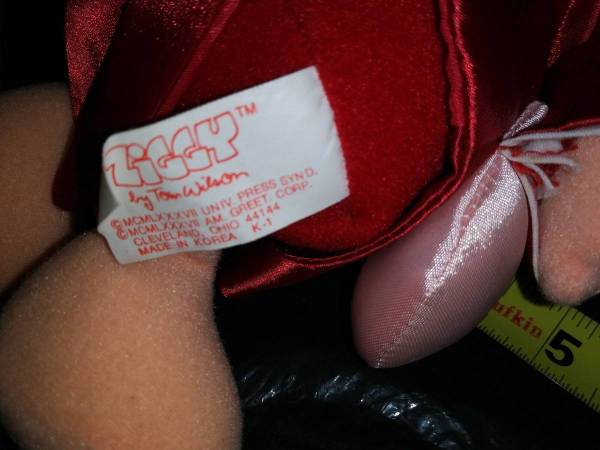 ZIGGY™
by Tom Wilson
©MCMLXXXVII UNIV. PRESS SYND.
©MCMLXXXVII AM. GREET. CORP.
CLEVELAND, OHIO 44144
MADE IN KOREA K-1
ufkin
5